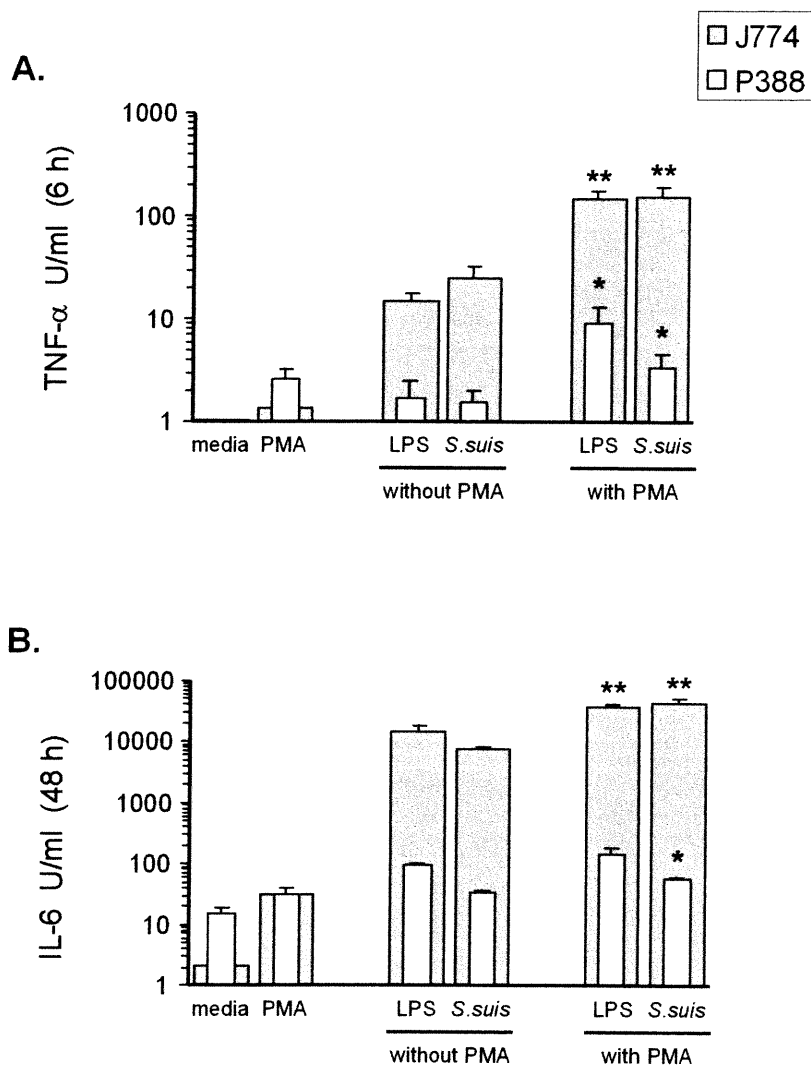 J774
P388
A.
TNF-α U/ml (6 h)
1000
100
10
1
** **
* *
media PMA LPS S.suis LPS S.suis
without PMA with PMA
B.
IL-6 U/ml (48 h)
100000
10000
1000
100
10
1
** **
*
media PMA LPS S.suis LPS S.suis
without PMA with PMA